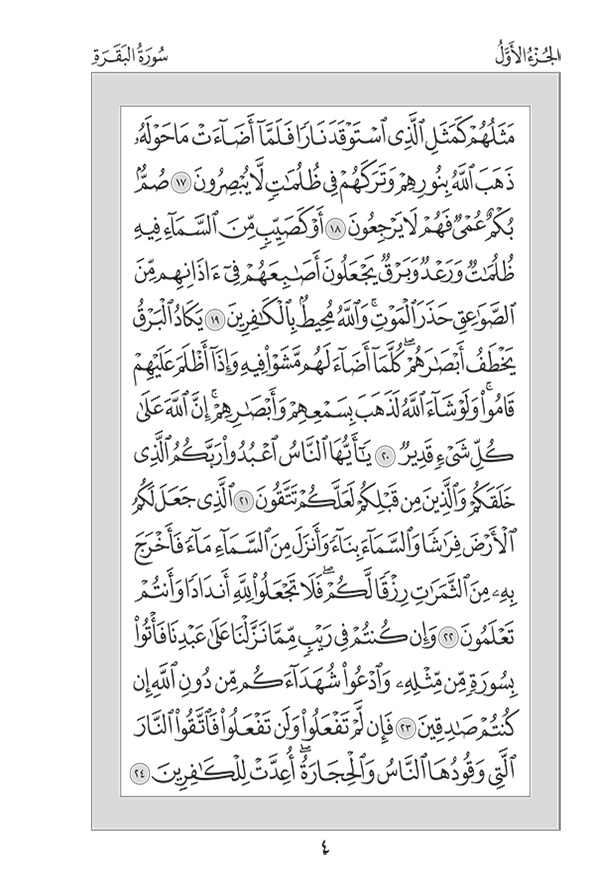 الجُزْءُ الأَوَّلُ
سُورَةُ البَقَرَةِ
مَثَلُهُمْ كَمَثَلِ ٱلَّذِى ٱسْتَوْقَدَ نَارًا فَلَمَّآ أَضَآءَتْ مَا حَوْلَهُۥ
ذَهَبَ ٱللَّهُ بِنُورِهِمْ وَتَرَكَهُمْ فِى ظُلُمَٰتٍ لَّا يُبْصِرُونَ ١٧ صُمٌّۢ
بُكْمٌ عُمْىٌ فَهُمْ لَا يَرْجِعُونَ ١٨ أَوْ كَصَيِّبٍ مِّنَ ٱلسَّمَآءِ فِيهِ
ظُلُمَٰتٌ وَرَعْدٌ وَبَرْقٌ يَجْعَلُونَ أَصَٰبِعَهُمْ فِىٓ ءَاذَانِهِم مِّنَ
ٱلصَّوَٰعِقِ حَذَرَ ٱلْمَوْتِ ۚ وَٱللَّهُ مُحِيطٌۢ بِٱلْكَٰفِرِينَ ١٩ يَكَادُ ٱلْبَرْقُ
يَخْطَفُ أَبْصَٰرَهُمْ ۖ كُلَّمَآ أَضَآءَ لَهُم مَّشَوْا۟ فِيهِ وَإِذَآ أَظْلَمَ عَلَيْهِمْ
قَامُوا۟ ۚ وَلَوْ شَآءَ ٱللَّهُ لَذَهَبَ بِسَمْعِهِمْ وَأَبْصَٰرِهِمْ ۚ إِنَّ ٱللَّهَ عَلَىٰ
كُلِّ شَىْءٍ قَدِيرٌ ٢٠ يَٰٓأَيُّهَا ٱلنَّاسُ ٱعْبُدُوا۟ رَبَّكُمُ ٱلَّذِى
خَلَقَكُمْ وَٱلَّذِينَ مِن قَبْلِكُمْ لَعَلَّكُمْ تَتَّقُونَ ٢١ ٱلَّذِى جَعَلَ لَكُمُ
ٱلْأَرْضَ فِرَٰشًا وَٱلسَّمَآءَ بِنَآءً وَأَنزَلَ مِنَ ٱلسَّمَآءِ مَآءً فَأَخْرَجَ
بِهِۦ مِنَ ٱلثَّمَرَٰتِ رِزْقًا لَّكُمْ ۖ فَلَا تَجْعَلُوا۟ لِلَّهِ أَندَادًا وَأَنتُمْ
تَعْلَمُونَ ٢٢ وَإِن كُنتُمْ فِى رَيْبٍ مِّمَّا نَزَّلْنَا عَلَىٰ عَبْدِنَا فَأْتُوا۟
بِسُورَةٍ مِّن مِّثْلِهِۦ وَٱدْعُوا۟ شُهَدَآءَكُم مِّن دُونِ ٱللَّهِ إِن
كُنتُمْ صَٰدِقِينَ ٢٣ فَإِن لَّمْ تَفْعَلُوا۟ وَلَن تَفْعَلُوا۟ فَٱتَّقُوا۟ ٱلنَّارَ
ٱلَّتِى وَقُودُهَا ٱلنَّاسُ وَٱلْحِجَارَةُ ۖ أُعِدَّتْ لِلْكَٰفِرِينَ ٢٤
٤